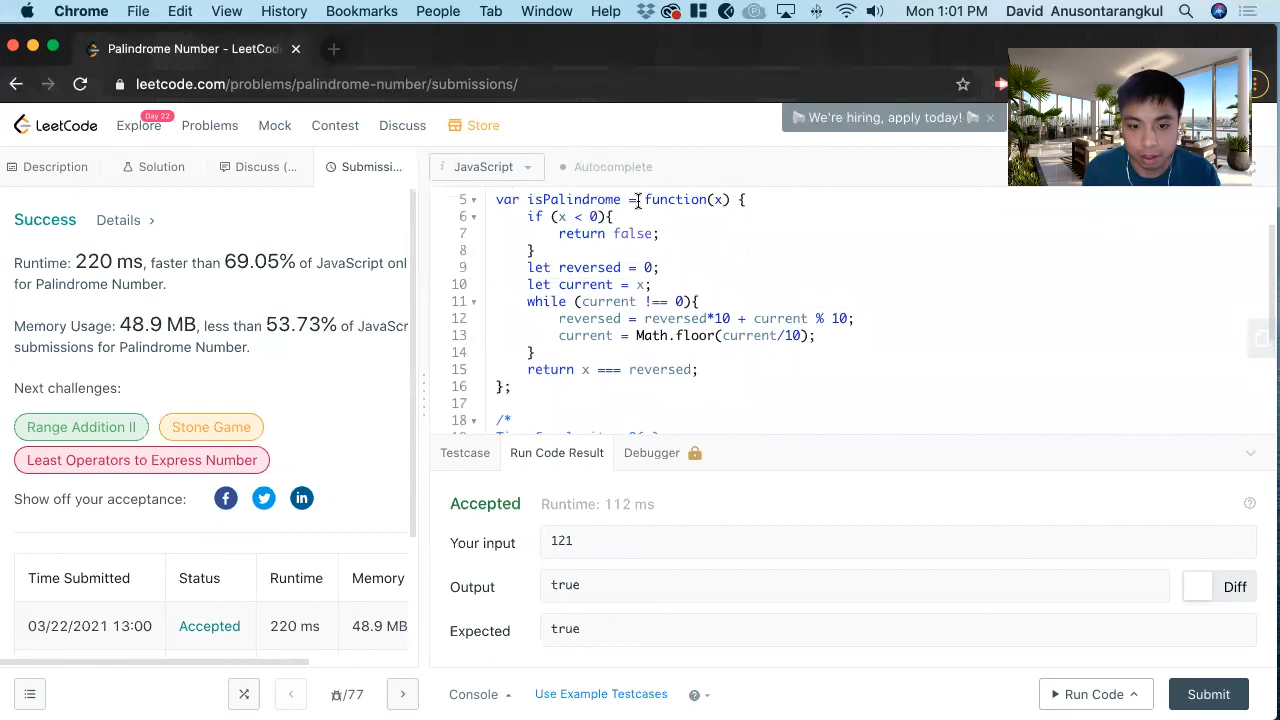 Chrome File Edit View History Bookmarks People Tab Window Help Mon 1:01 PM David Anusontarangkul
Palindrome Number - LeetCod
leetcode.com/problems/palindrome-number/submissions/
LeetCode Explore Day 22 Problems Mock Contest Discuss Store
We're hiring, apply today!
Description Solution Discuss (... Submissi...
i JavaScript Autocomplete
Success Details >
Runtime: 220 ms, faster than 69.05% of JavaScript onl
for Palindrome Number.
Memory Usage: 48.9 MB, less than 53.73% of JavaScr
submissions for Palindrome Number.
Next challenges:
Range Addition II Stone Game
Least Operators to Express Number
Show off your acceptance:
Time Submitted Status Runtime Memory
03/22/2021 13:00 Accepted 220 ms 48.9 MB
5 var isPalindrome = function(x) {
6 if (x < 0){
7 return false;
8 }
9 let reversed = 0;
10 let current = x;
11 while (current !== 0){
12 reversed = reversed*10 + current % 10;
13 current = Math.floor(current/10);
14 }
15 return x === reversed;
16 };
17
18 /*
Testcase Run Code Result Debugger
Accepted Runtime: 112 ms
Your input 121
Output true Diff
Expected true
/77
Console Use Example Testcases Run Code Submit